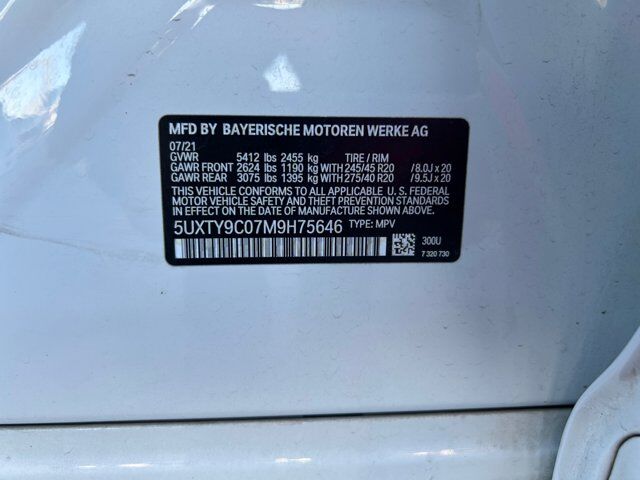 MFD BY BAYERISCHE MOTOREN WERKE AG
07/21
GVWR 5412 lbs 2455 kg TIRE / RIM
GAWR FRONT 2624 lbs 1190 kg WITH 245/45 R20 /8.0J x 20
GAWR REAR 3075 lbs 1395 kg WITH 275/40 R20 /9.5J x 20
THIS VEHICLE CONFORMS TO ALL APPLICABLE U. S. FEDERAL
MOTOR VEHICLE SAFETY AND THEFT PREVENTION STANDARDS
IN EFFECT ON THE DATE OF MANUFACTURE SHOWN ABOVE.
5UXTY9C07M9H75646 TYPE: MPV
300U
7 320 730